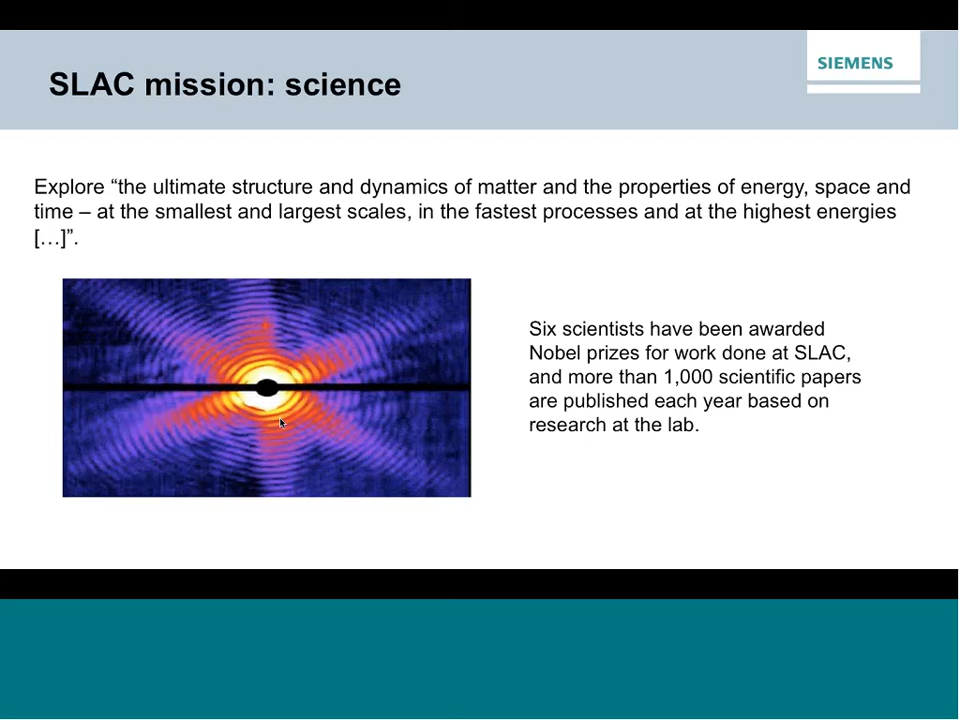 SLAC mission: science
SIEMENS
Explore “the ultimate structure and dynamics of matter and the properties of energy, space and
time – at the smallest and largest scales, in the fastest processes and at the highest energies
[…]”.
Six scientists have been awarded
Nobel prizes for work done at SLAC,
and more than 1,000 scientific papers
are published each year based on
research at the lab.